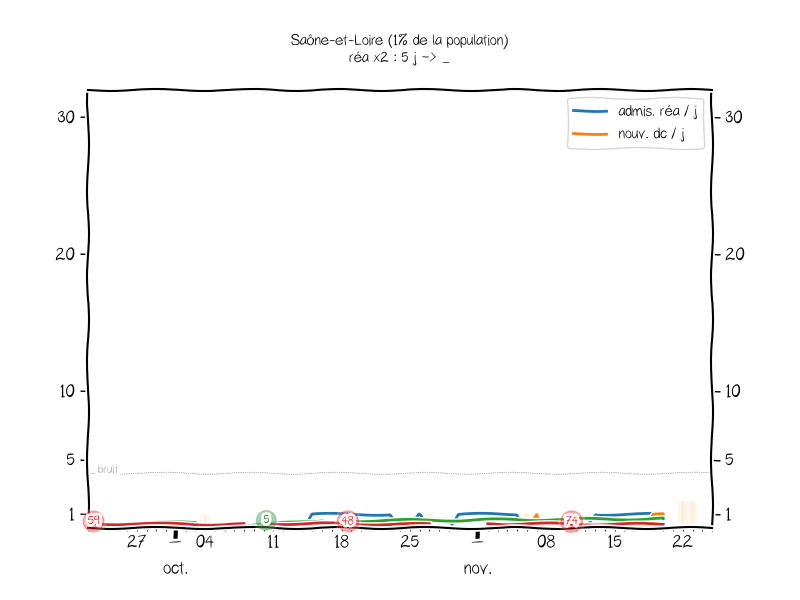 Saône-et-Loire (1% de la population)
réa x2 : 5 j -> _
admis. réa / j
nouv. dc / j
30 30
20 20
10 10
5 5
bruit
1 1
59 5 48 74
27 04 11 18 25 08 15 22
oct. nov.